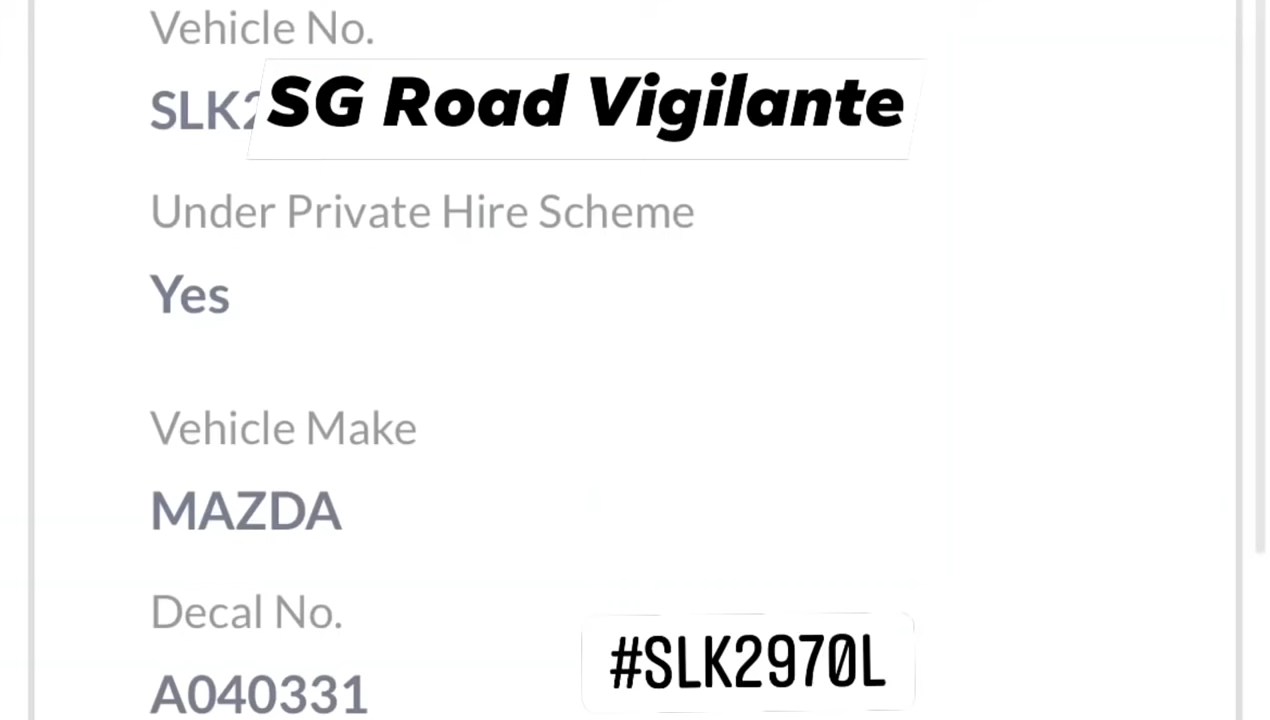 Vehicle No.
SLK2
SG Road Vigilante
Under Private Hire Scheme
Yes
Vehicle Make
MAZDA
Decal No.
A040331
#SLK2970L